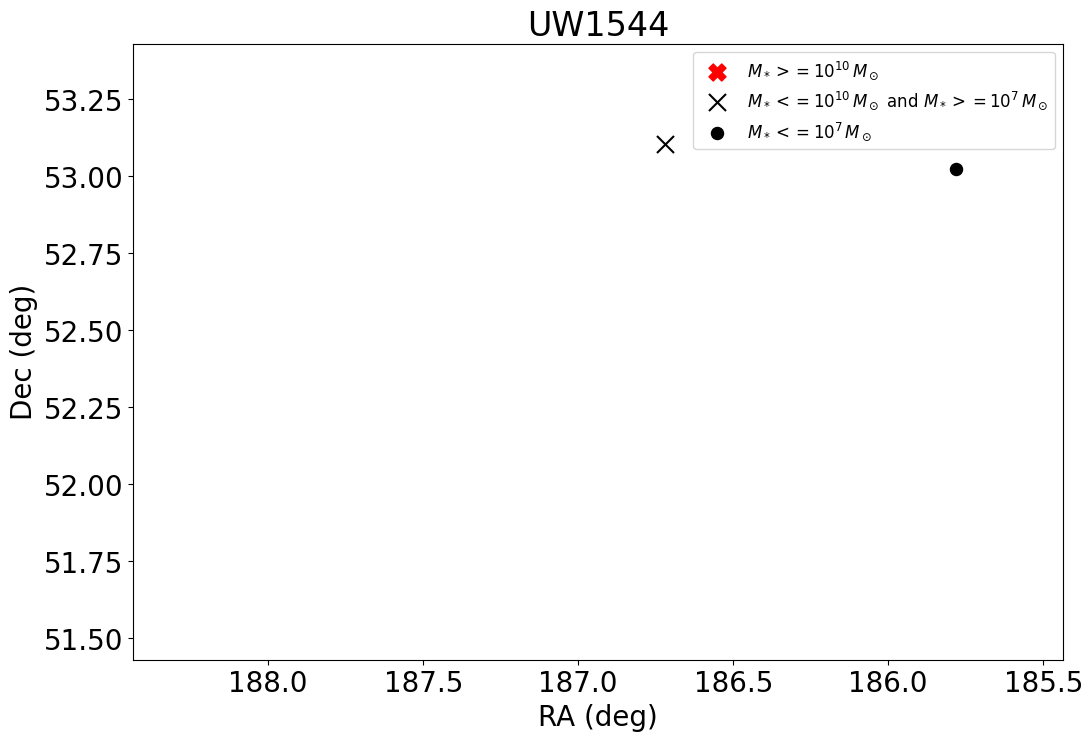 UW1544
M* >= 10^10 M⊙
M* <= 10^10 M⊙ and M* >= 10^7 M⊙
M* <= 10^7 M⊙
53.25
53.00
52.75
52.50
52.25
52.00
51.75
51.50
Dec (deg)
188.0 187.5 187.0 186.5 186.0 185.5
RA (deg)